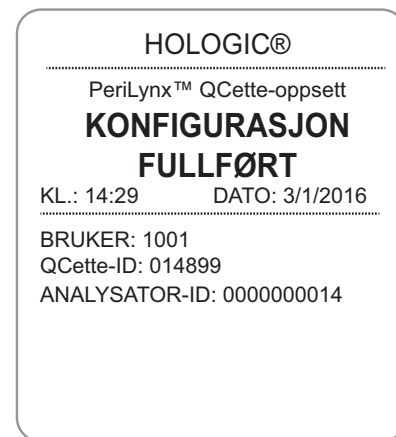 HOLOGIC®
PeriLynx™ QCette-oppsett
KONFIGURASJON
FULLFØRT
KL.: 14:29 DATO: 3/1/2016
BRUKER: 1001
QCette-ID: 014899
ANALYSATOR-ID: 0000000014